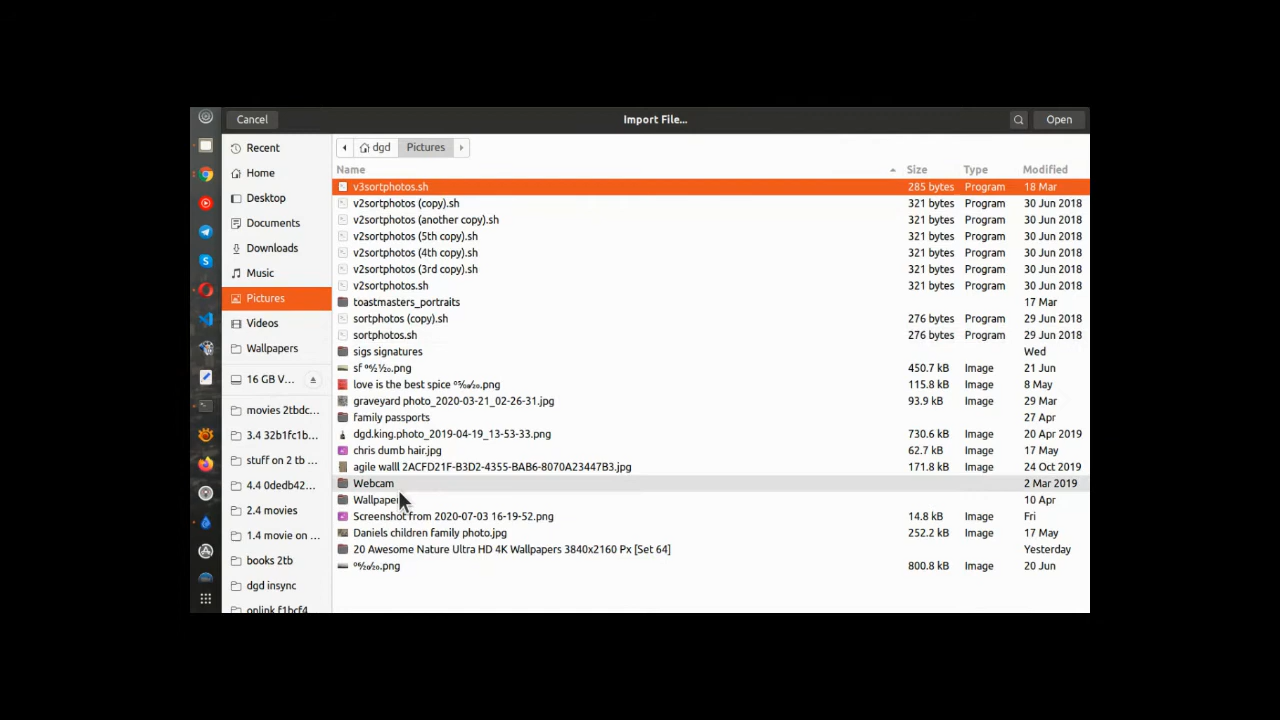 Cancel Import File... Open
Recent
Home
Desktop
Documents
Downloads
Music
Pictures
Videos
Wallpapers
16 GB V...
movies 2tbdc...
3.4 32b1fc1b...
stuff on 2 tb ...
4.4 0dedb42...
2.4 movies
1.4 movie on ...
books 2tb
dgd insync
dgd Pictures
Name Size Type Modified
v3sortphotos.sh 285 bytes Program 18 Mar
v2sortphotos (copy).sh 321 bytes Program 30 Jun 2018
v2sortphotos (another copy).sh 321 bytes Program 30 Jun 2018
v2sortphotos (5th copy).sh 321 bytes Program 30 Jun 2018
v2sortphotos (4th copy).sh 321 bytes Program 30 Jun 2018
v2sortphotos (3rd copy).sh 321 bytes Program 30 Jun 2018
v2sortphotos.sh 321 bytes Program 30 Jun 2018
toastmasters_portraits 17 Mar
sortphotos (copy).sh 276 bytes Program 29 Jun 2018
sortphotos.sh 276 bytes Program 29 Jun 2018
sigs signatures Wed
sf 450.7 kB Image 21 Jun
love is the best spice 115.8 kB Image 8 May
graveyard photo_2020-03-21_02-26-31.jpg 93.9 kB Image 29 Mar
family passports 27 Apr
dgd.king.photo_2019-04-19_13-53-33.png 730.6 kB Image 20 Apr 2019
chris dumb hair.jpg 62.7 kB Image 17 May
agile walll 2ACFD21F-B3D2-4355-BAB6-8070A23447B3.jpg 171.8 kB Image 24 Oct 2019
Webcam 2 Mar 2019
10 Apr
Screenshot from 2020-07-03 16-19-52.png 14.8 kB Image Fri
Daniels children family photo.jpg 252.2 kB Image 17 May
20 Awesome Nature Ultra HD 4K Wallpapers 3840x2160 Px [Set 64] Yesterday
800.8 kB Image 20 Jun